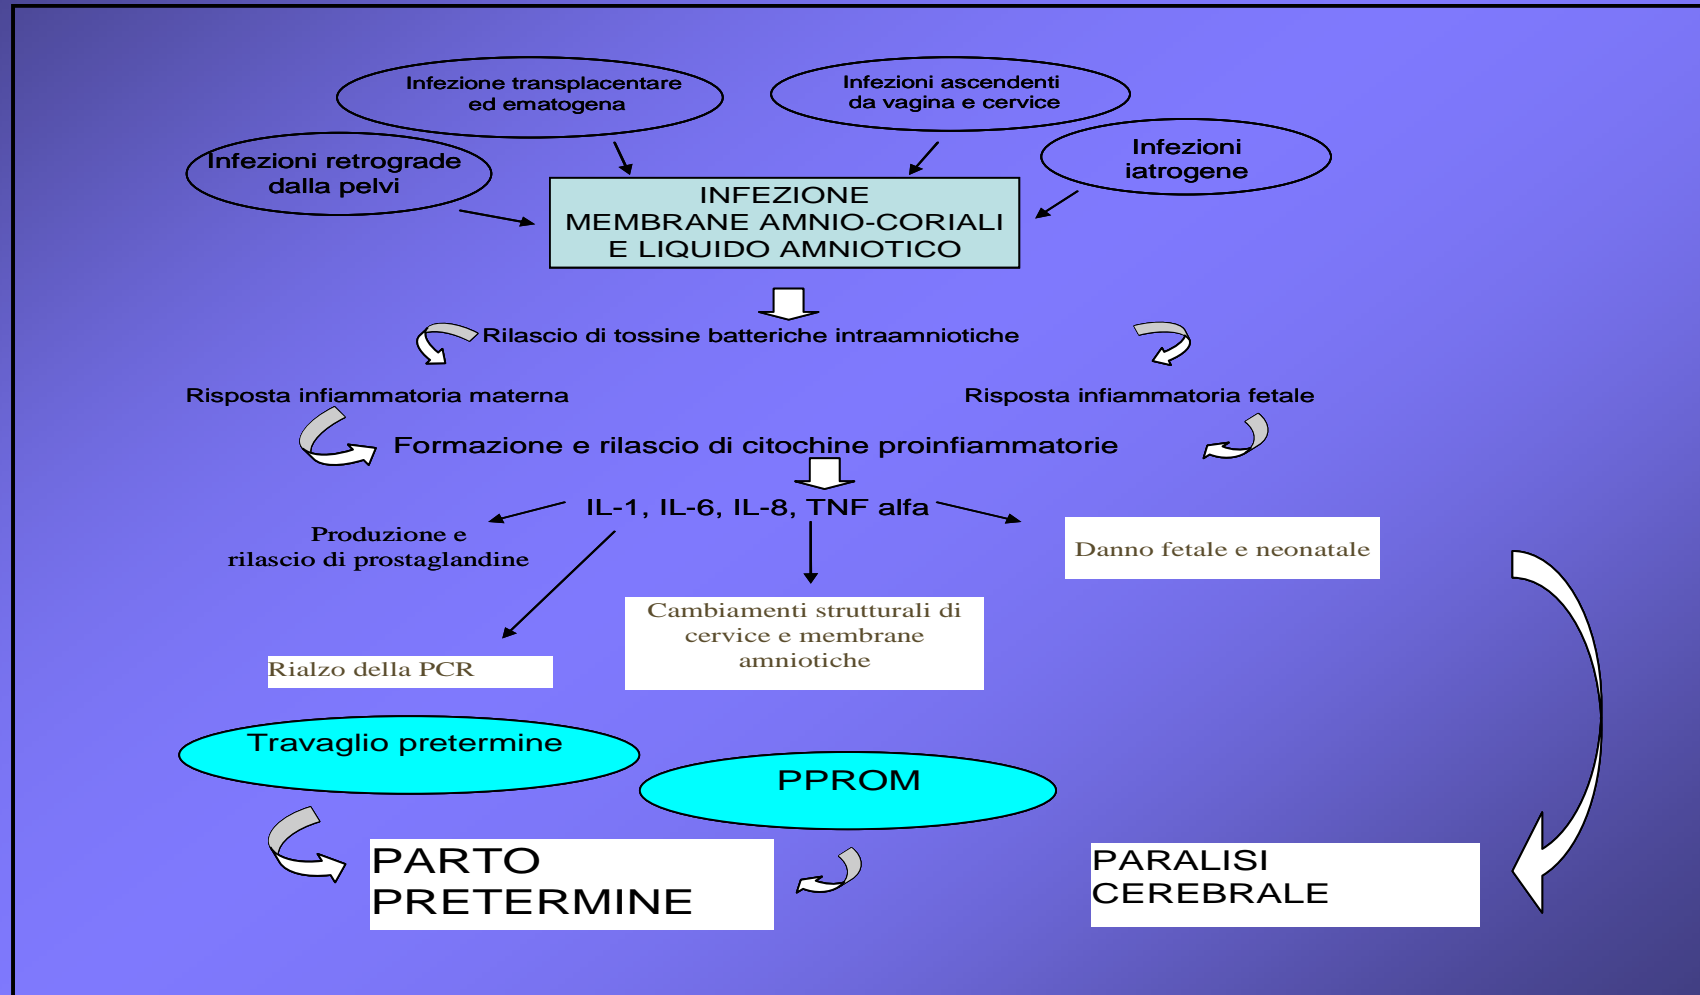 Infezione transplacentare
ed ematogena
Infezioni ascendenti
da vagina e cervice
Infezioni retrograde
dalla pelvi
Infezioni
iatrogene
INFEZIONE
MEMBRANE AMNIO-CORIALI
E LIQUIDO AMNIOTICO
Rilascio di tossine batteriche intraamniotiche
Risposta infiammatoria materna
Risposta infiammatoria fetale
Formazione e rilascio di citochine proinfiammatorie
IL-1, IL-6, IL-8, TNF alfa
Produzione e
rilascio di prostaglandine
Danno fetale e neonatale
Cambiamenti strutturali di
cervice e membrane
amniotiche
Rialzo della PCR
Travaglio pretermine
PPROM
PARTO
PRETERMINE
PARALISI
CEREBRALE